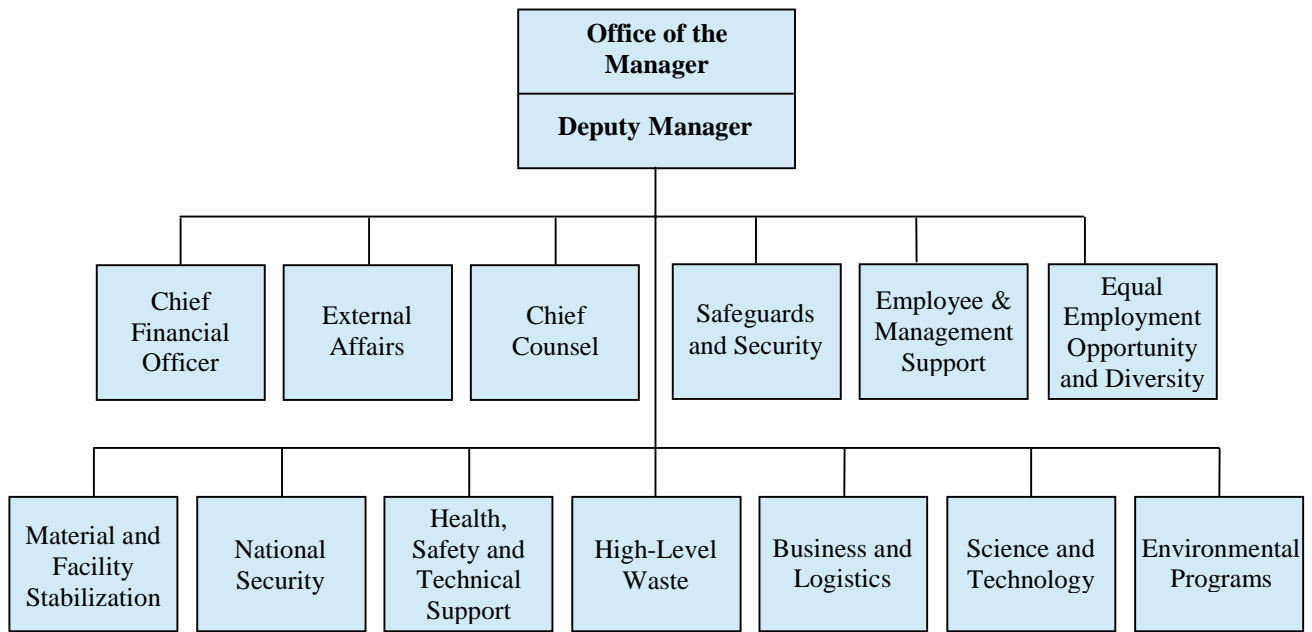 Office of the
Manager
Deputy Manager
Chief
Financial
Officer
External
Affairs
Chief
Counsel
Safeguards
and Security
Employee &
Management
Support
Equal
Employment
Opportunity
and Diversity
Material and
Facility
Stabilization
National
Security
Health,
Safety and
Technical
Support
High-Level
Waste
Business and
Logistics
Science and
Technology
Environmental
Programs